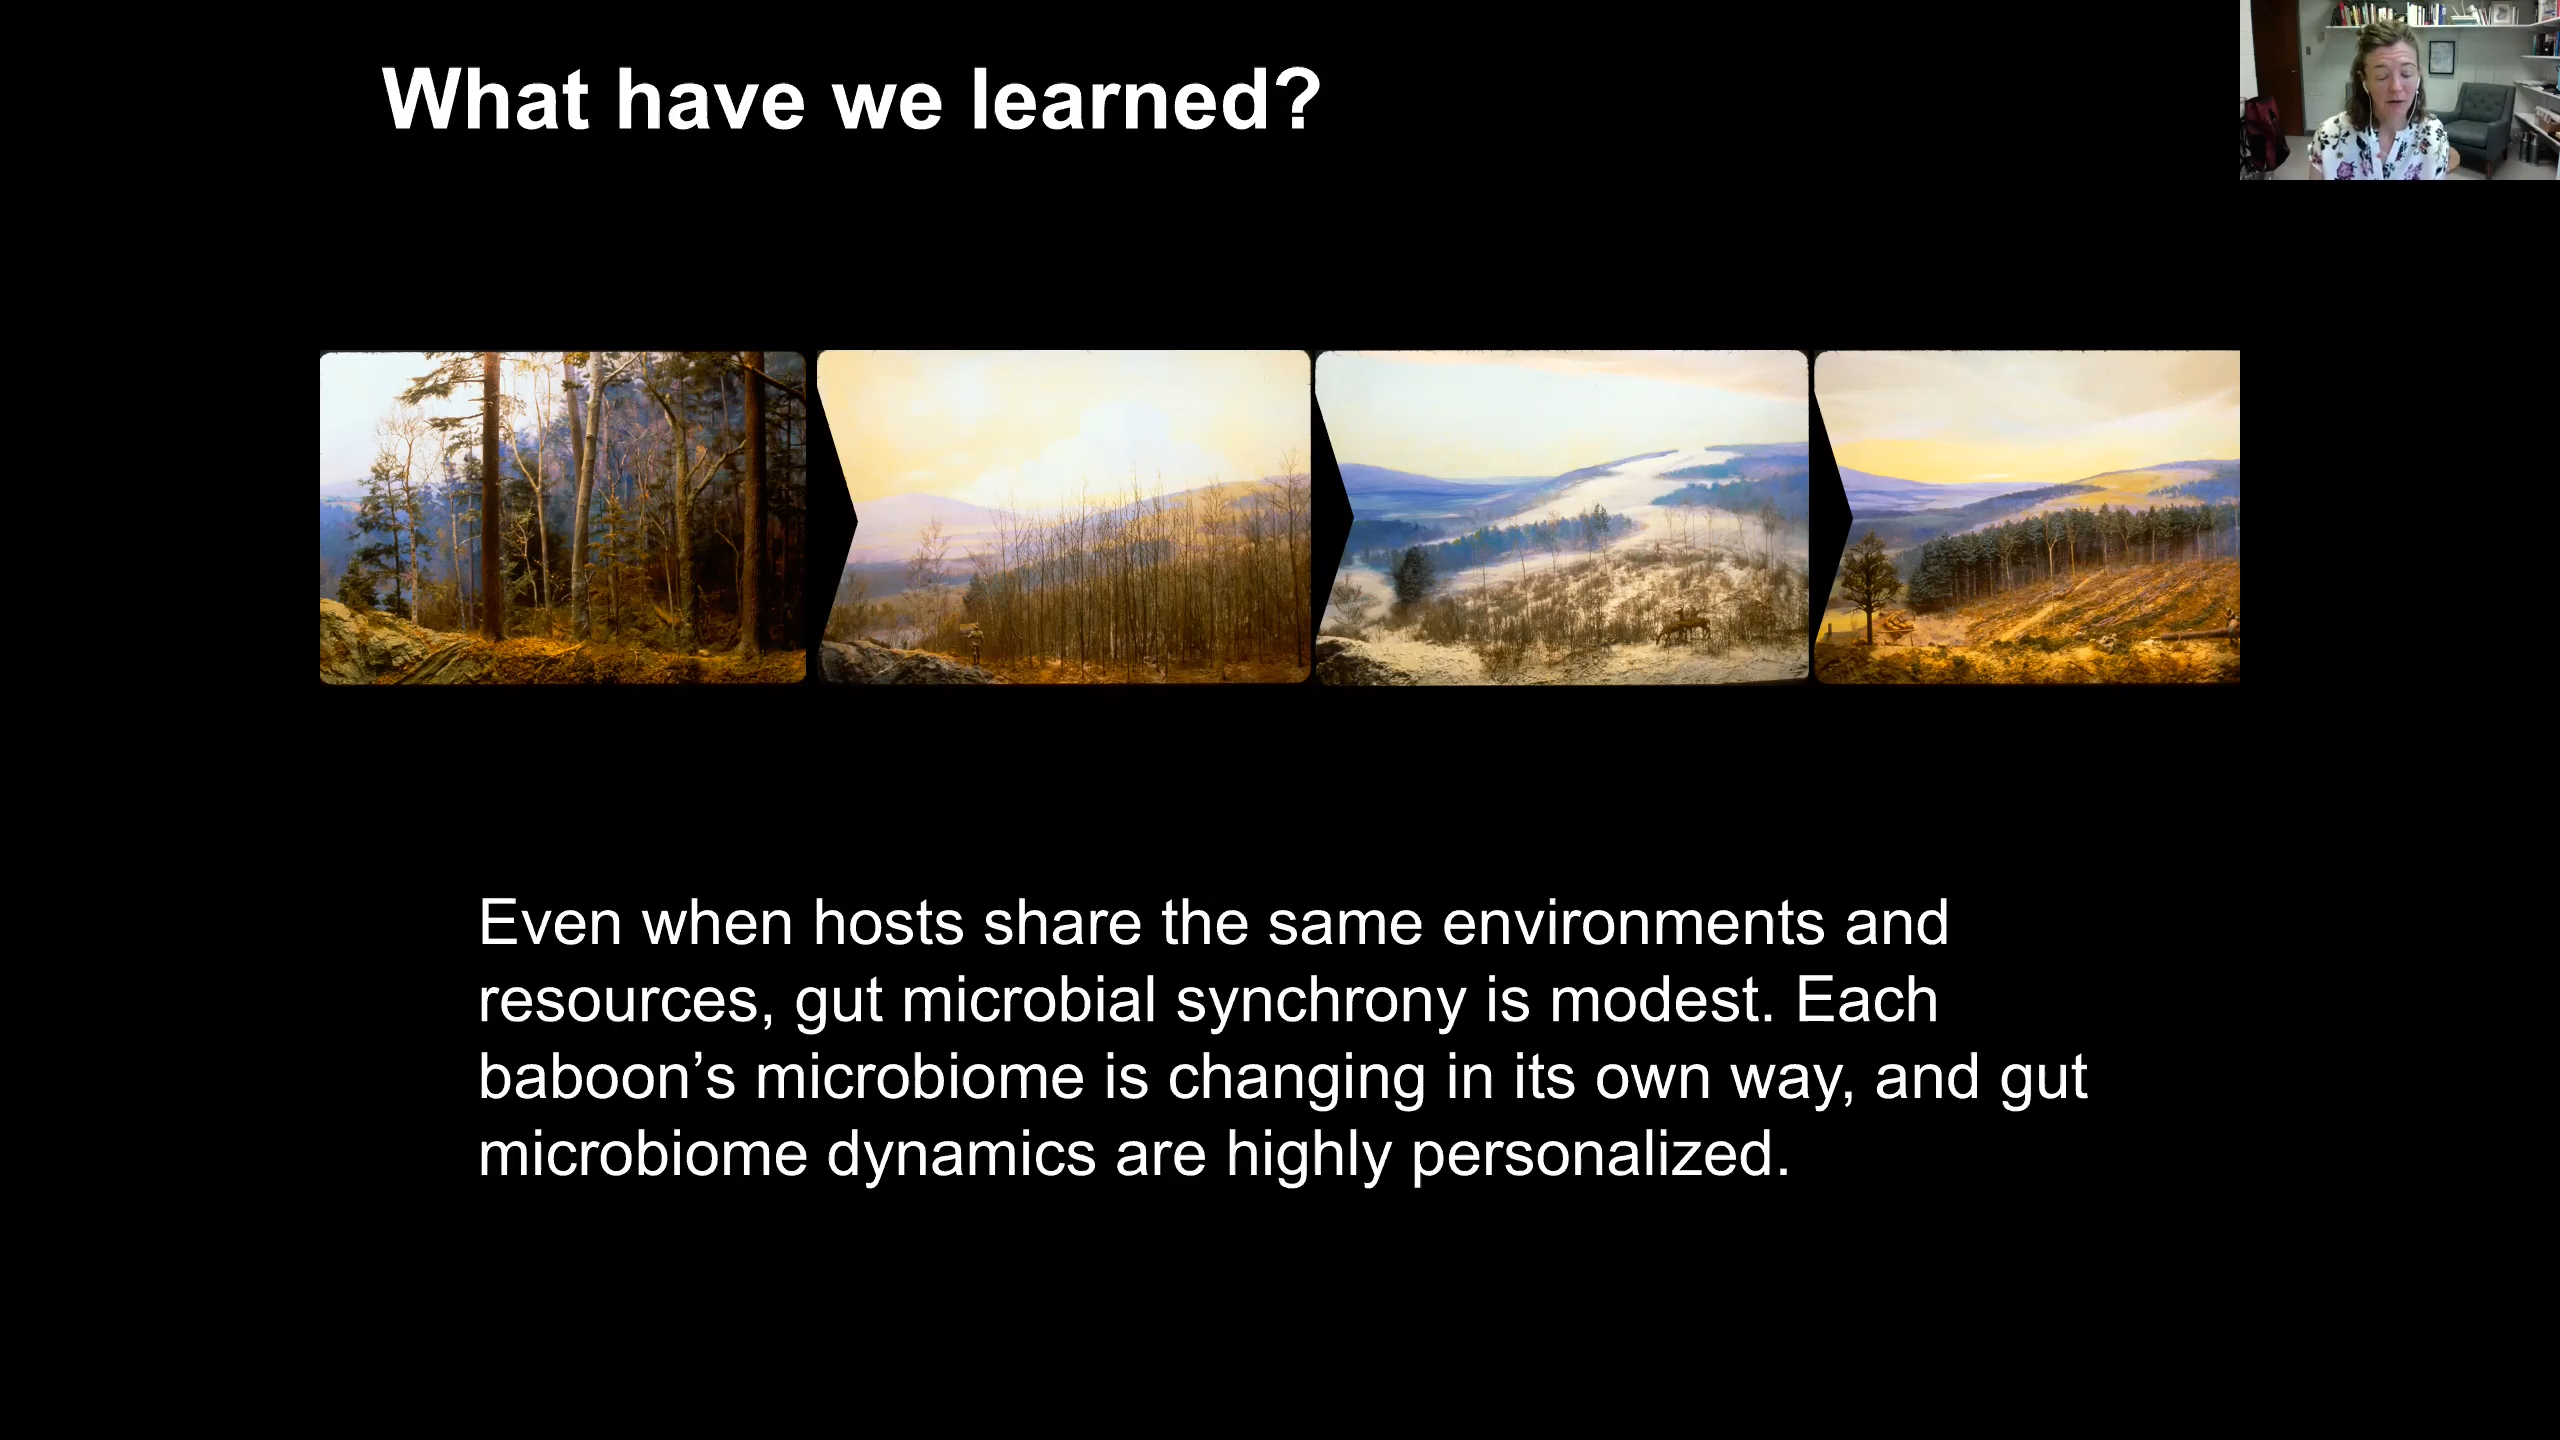 What have we learned?
Even when hosts share the same environments and
resources, gut microbial synchrony is modest. Each
baboon’s microbiome is changing in its own way, and gut
microbiome dynamics are highly personalized.